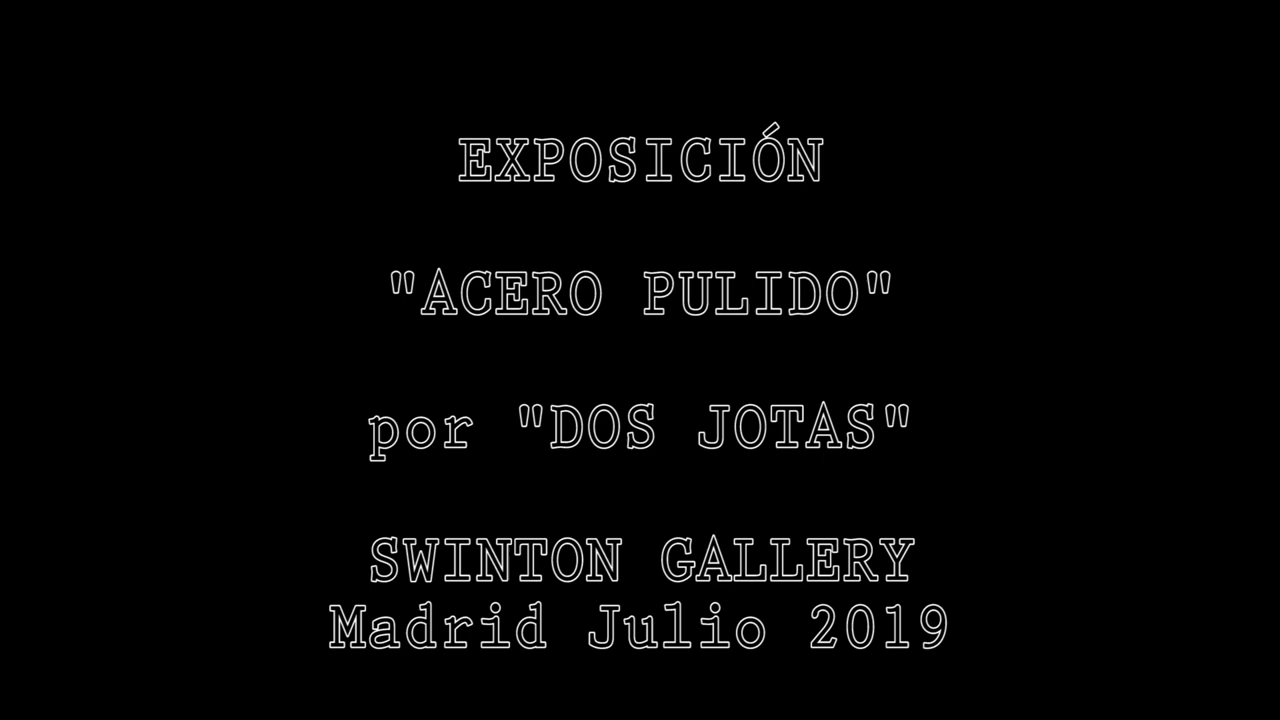 EXPOSICIÓN
"ACERO PULIDO"
por "DOS JOTAS"
SWINTON GALLERY
Madrid Julio 2019